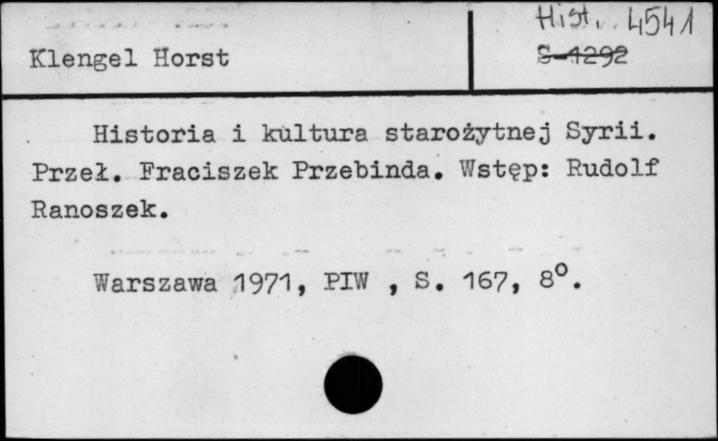 Hist. 4541
Klengel Horst
S-4292
Historia i kultura starożytnej Syrii.
Przeł. Fraciszek Przebinda. Wstęp: Rudolf
Ranoszek.
Warszawa 1971, PIW , S. 167, 8°.